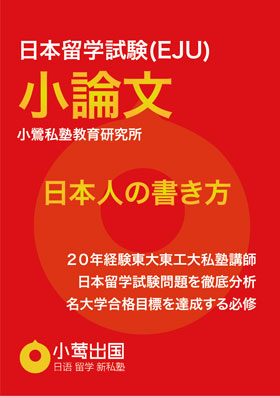 日本留学試験(EJU)
小論文
小鶯私塾教育研究所
日本人の書き方
20年経験東大東工大私塾講師
日本留学試験問題を徹底分析
名大学合格目標を達成する必修
小莺出国
日语 留学 新私塾